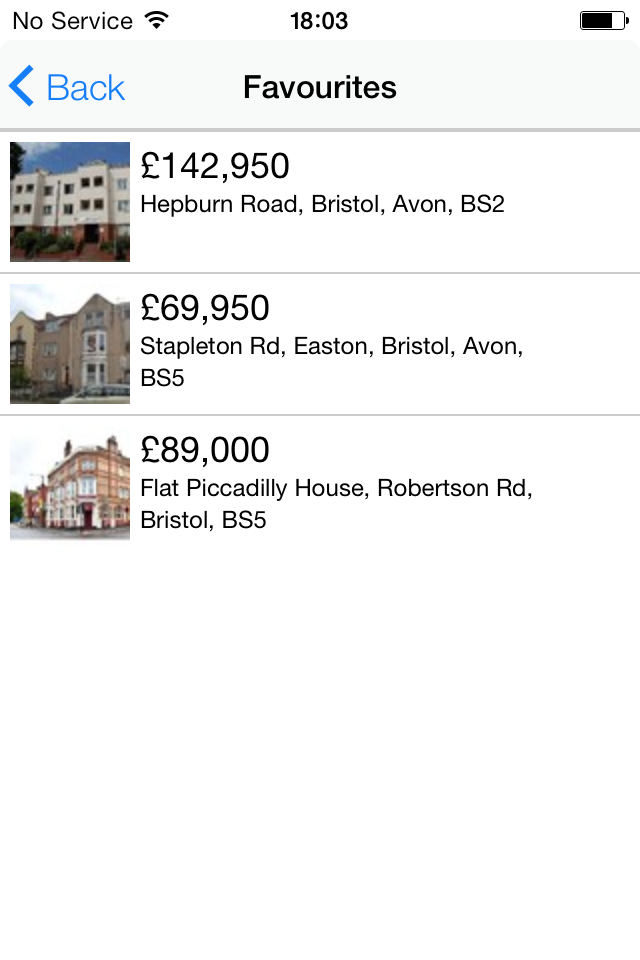 No Service 18:03
Back Favourites
£142,950
Hepburn Road, Bristol, Avon, BS2
£69,950
Stapleton Rd, Easton, Bristol, Avon,
BS5
£89,000
Flat Piccadilly House, Robertson Rd,
Bristol, BS5